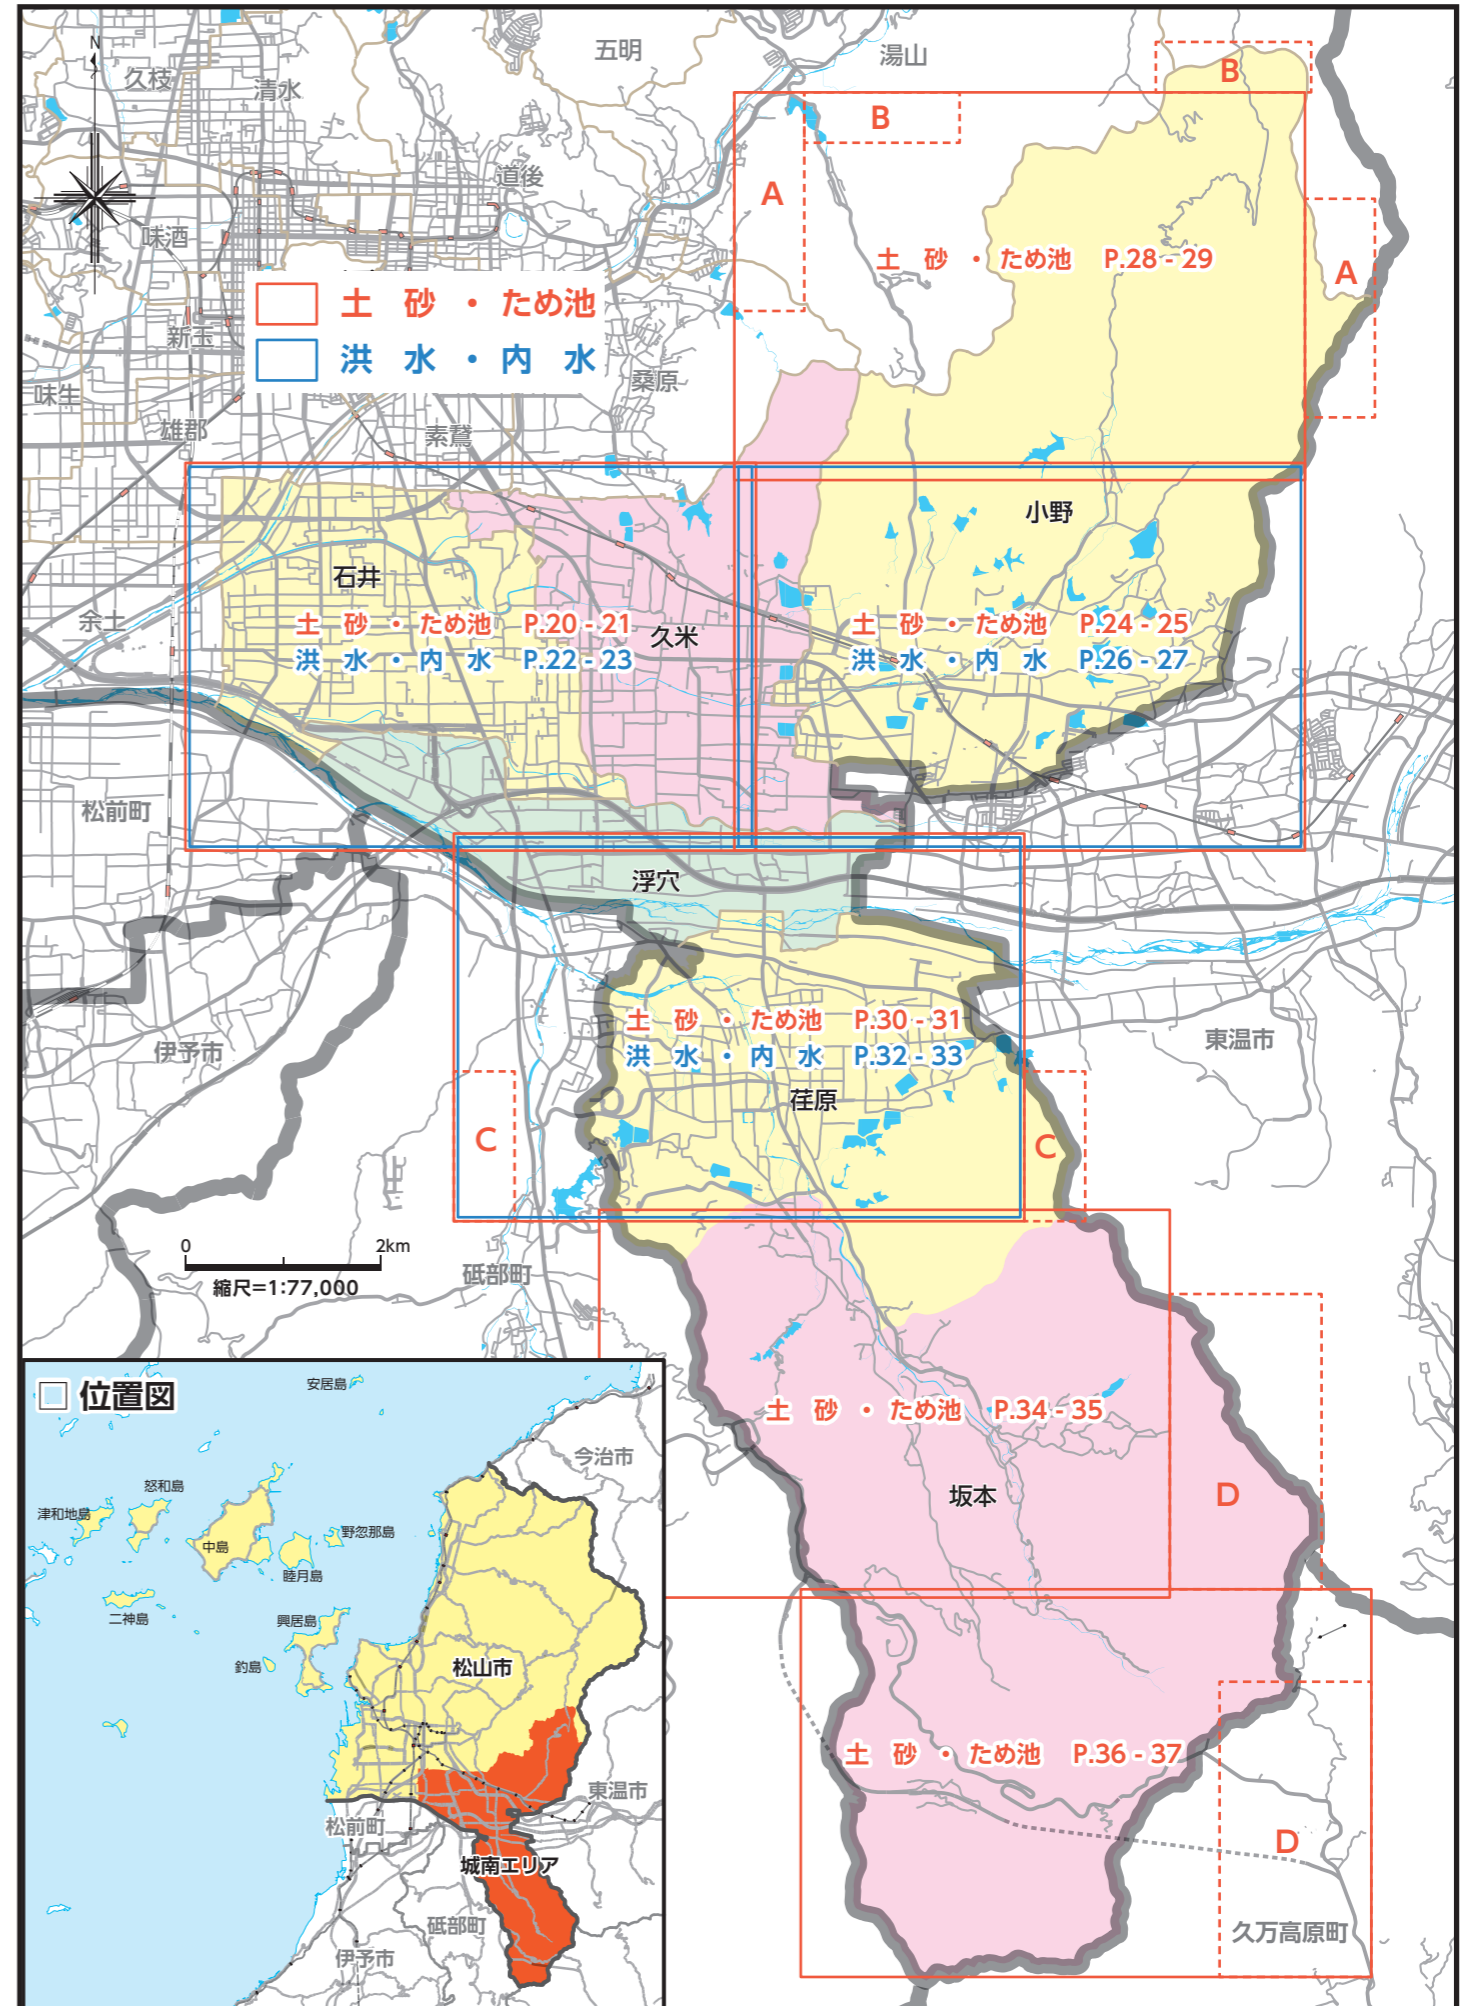 五明
湯山
N
久枝
清水
B
B
道後
A
味酒
土 砂 ・ ため池 P.28 - 29
A
土 砂 ・ ため池
新玉
洪 水 ・ 内 水
桑原
味生
雄郡
素鵞
小野
石井
余土
土 砂 ・ ため池 P.20 - 21
久米
土 砂 ・ ため池 P.24 - 25
洪 水 ・ 内 水 P.22 - 23
洪 水 ・ 内 水 P.26 - 27
松前町
浮穴
土 砂 ・ ため池 P.30 - 31
洪 水 ・ 内 水 P.32 - 33
東温市
伊予市
荏原
C
C
0 2km
縮尺=1:77,000
砥部町
土 砂 ・ ため池 P.34 - 35
坂本
D
土 砂 ・ ため池 P.36 - 37
D
久万高原町
□ 位置図
安居島
今治市
怒和島
津和地島
中島
野忽那島
睦月島
二神島
興居島
釣島
松山市
東温市
松前町
城南エリア
砥部町
伊予市